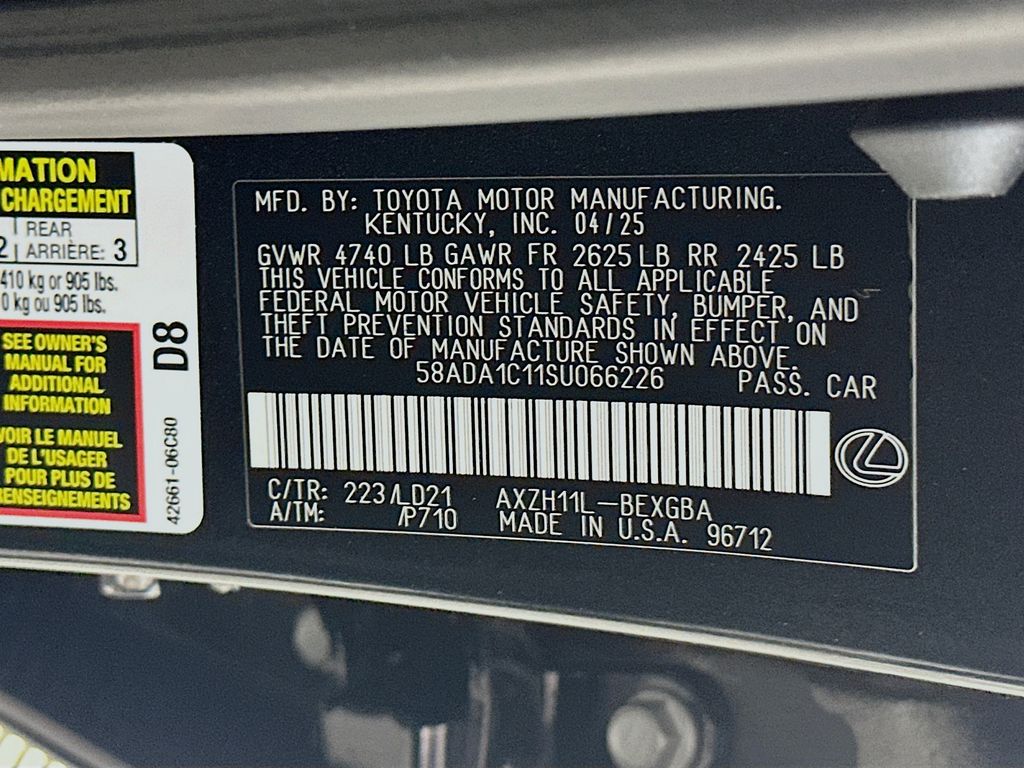 MATION
CHARGEMENT
REAR
2 ARRIÈRE: 3
410 kg or 905 lbs.
0 kg ou 905 lbs.
SEE OWNER'S
MANUAL FOR
ADDITIONAL
INFORMATION
VOIR LE MANUEL
DE L'USAGER
POUR PLUS DE
RENSEIGNEMENTS
D8
42661-06C80
MFD. BY: TOYOTA MOTOR MANUFACTURING.
KENTUCKY, INC. 04/25
GVWR 4740 LB GAWR FR 2625 LB RR 2425 LB
THIS VEHICLE CONFORMS TO ALL APPLICABLE
FEDERAL MOTOR VEHICLE SAFETY, BUMPER, AND
THEFT PREVENTION STANDARDS IN EFFECT ON
THE DATE OF MANUFACTURE SHOWN ABOVE.
58ADA1C11SU066226 PASS. CAR
C/TR: 223/LD21 AXZH11L-BEXGBA
A/TM: /P710 MADE IN U.S.A. 96712